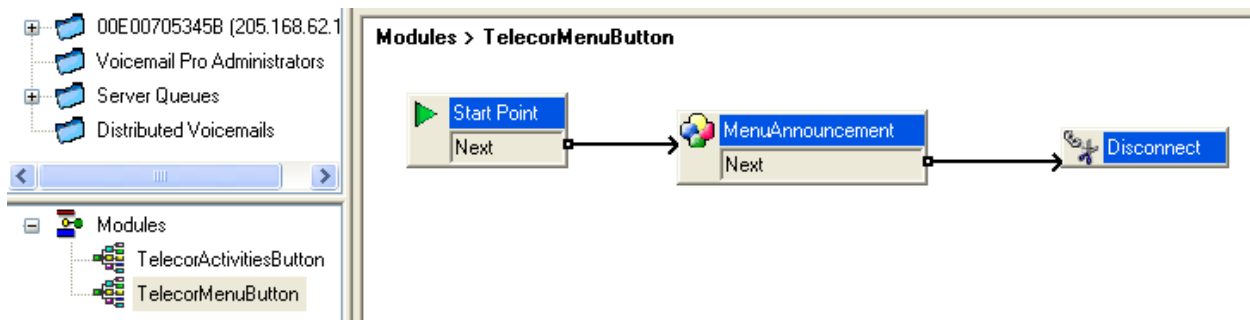 00E00705345B (205.168.62.1
Voicemail Pro Administrators
Server Queues
Distributed Voicemails
Modules
TelecorActivitiesButton
TelecorMenuButton
Modules > TelecorMenuButton
Start Point
Next
MenuAnnouncement
Next
Disconnect